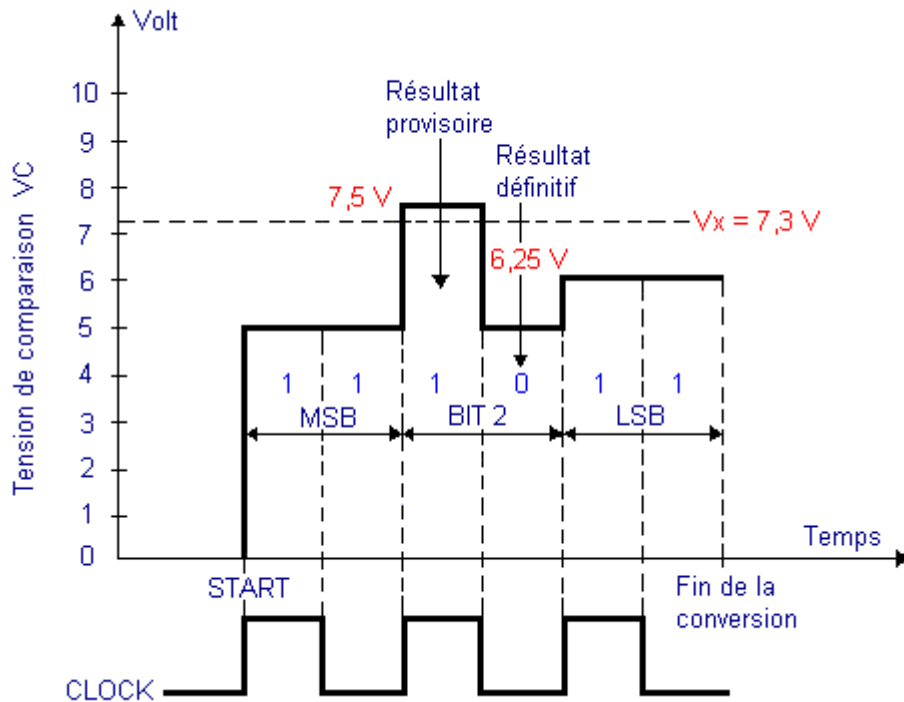 Volt
Tension de comparaison VC
10
9
8
7
6
5
4
3
2
1
0
Résultat
provisoire
Résultat
définitif
7,5 V
Vx = 7,3 V
6,25 V
1 1 1 0 1 1
MSB BIT 2 LSB
Temps
START
Fin de la
conversion
CLOCK